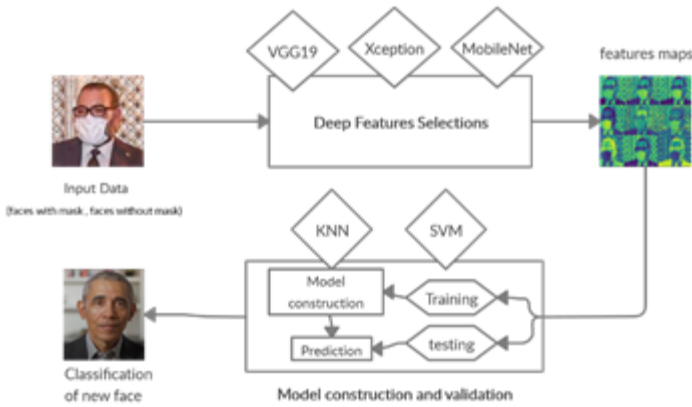 VGG19
Xception
MobileNet
features maps
Deep Features Selections
Input Data
(faces with mask , faces without mask)
KNN
SVM
Model
construction
Training
testing
Prediction
Classification
of new face
Model construction and validation